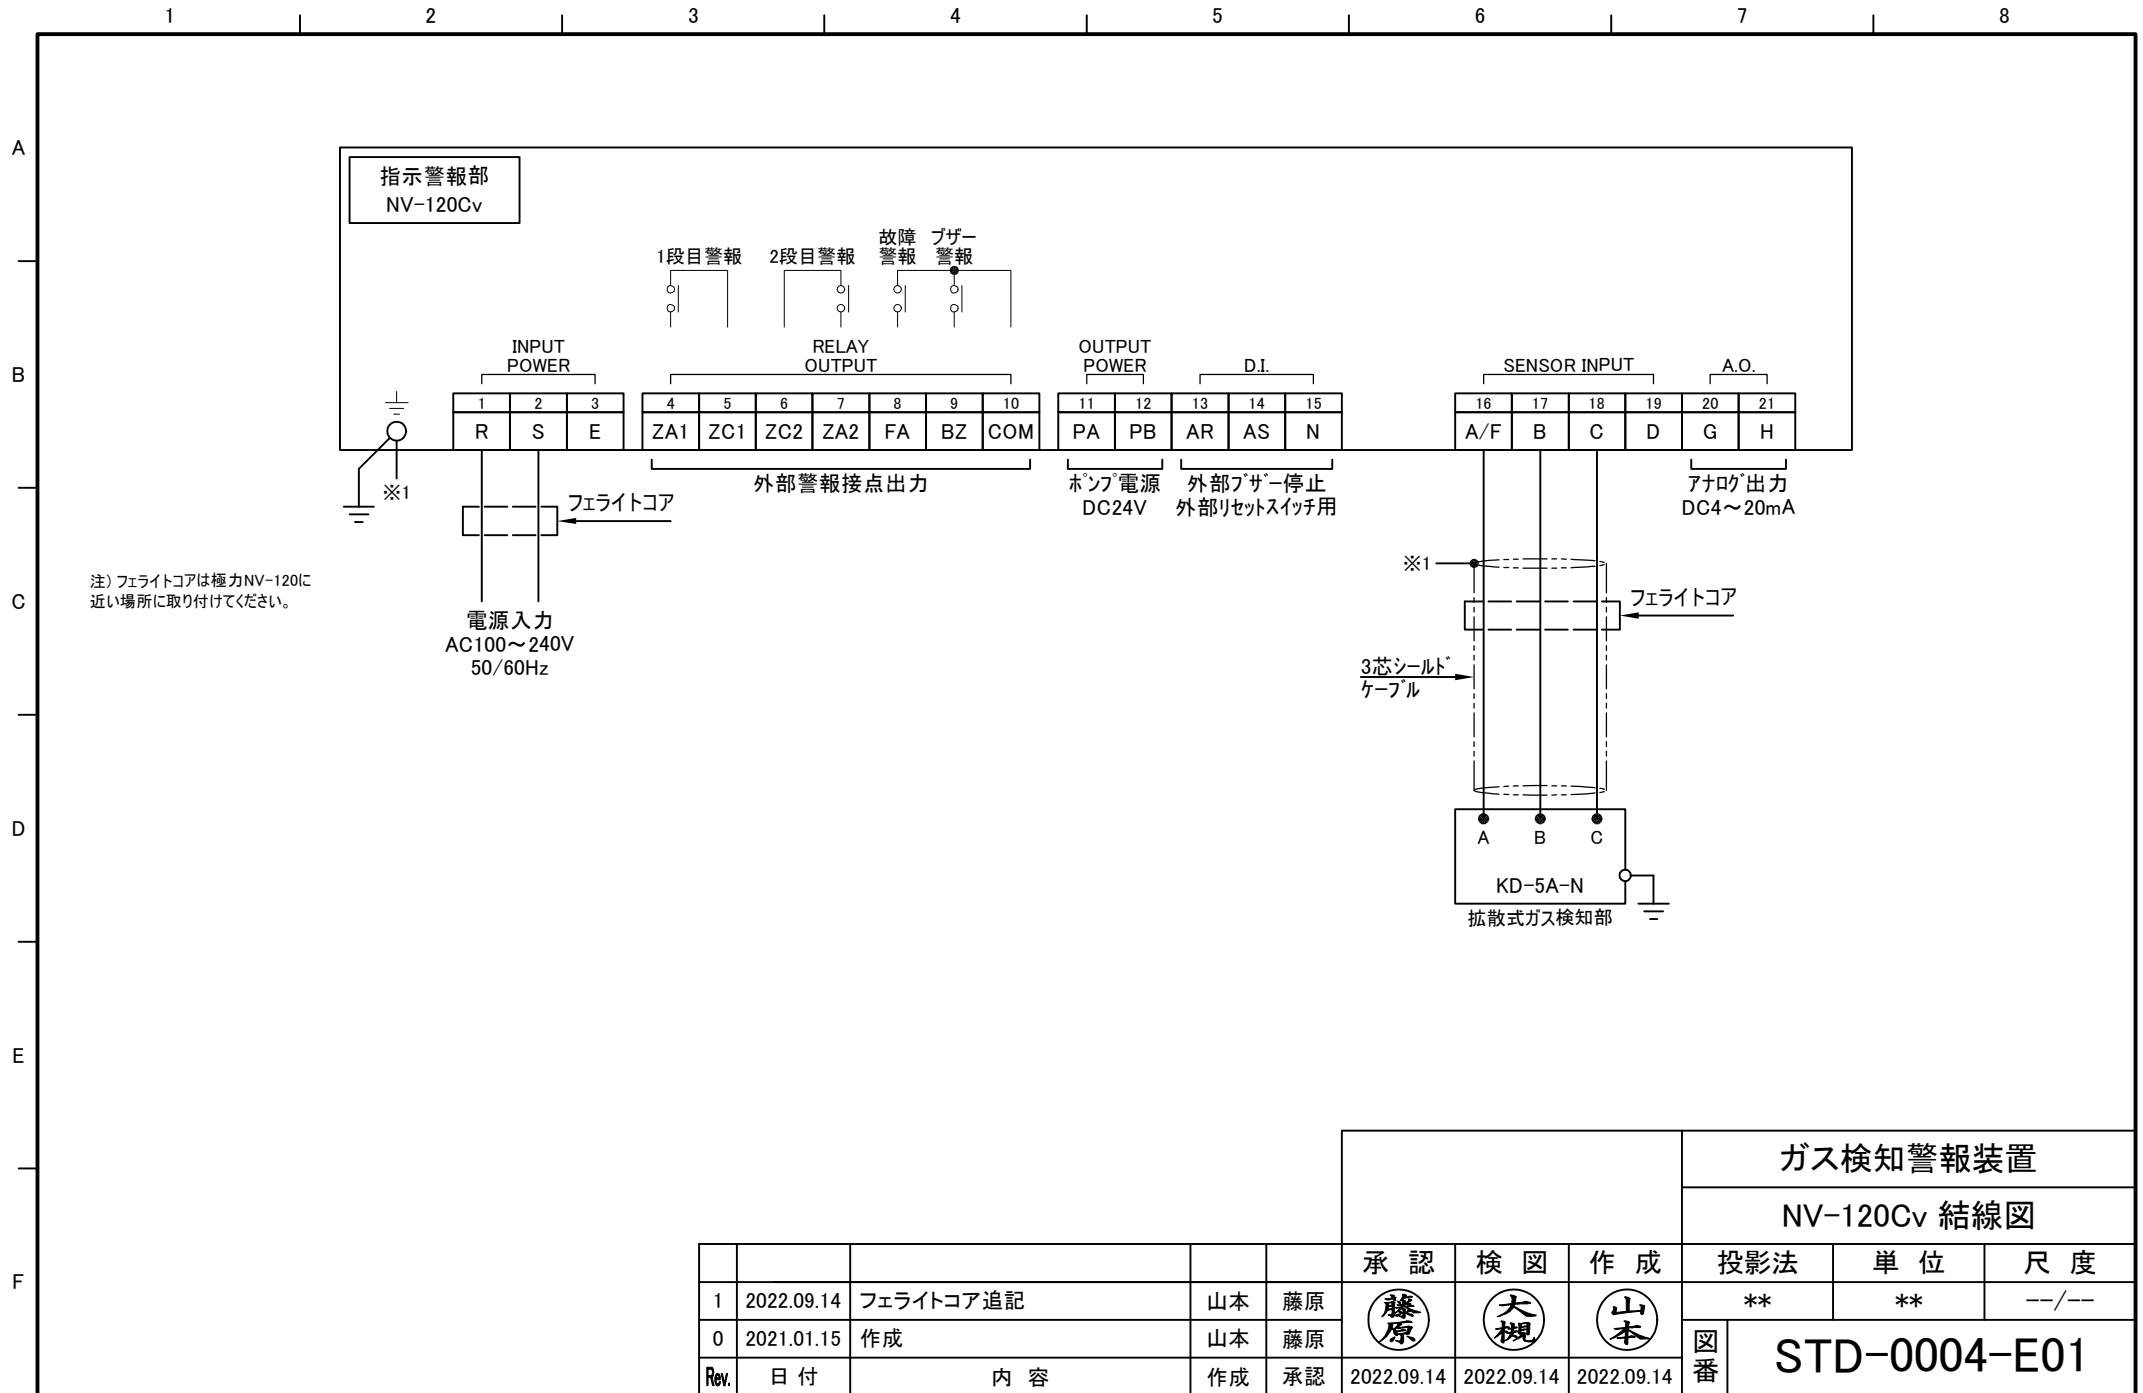 1 2 3 4 5 6 7 8
A
B
C
D
E
F
指示警報部
NV-120Cv
1段目警報
2段目警報
故障
警報
ブザー
警報
INPUT
POWER
RELAY
OUTPUT
OUTPUT
POWER
D.I.
SENSOR INPUT
A.O.
1 2 3 4 5 6 7 8 9 10 11 12 13 14 15 16 17 18 19 20 21
R S E ZA1 ZC1 ZC2 ZA2 FA BZ COM PA PB AR AS N A/F B C D G H
※1
外部警報接点出力
ポンプ電源
DC24V
外部ブザー停止
外部リセットスイッチ用
アナログ出力
DC4～20mA
フェライトコア
注) フェライトコアは極力NV-120に
近い場所に取り付けてください。
電源入力
AC100～240V
50/60Hz
※1
フェライトコア
3芯シールド
ケーブル
A B C
KD-5A-N
拡散式ガス検知部
ガス検知警報装置
NV-120Cv 結線図
承 認 検 図 作 成 投影法 単 位 尺 度
1 2022.09.14 フェライトコア追記 山本 藤原
藤原 大槻 山本
** ** --/--
0 2021.01.15 作成 山本 藤原
図番 STD-0004-E01
Rev. 日 付 内 容 作成 承認 2022.09.14 2022.09.14 2022.09.14